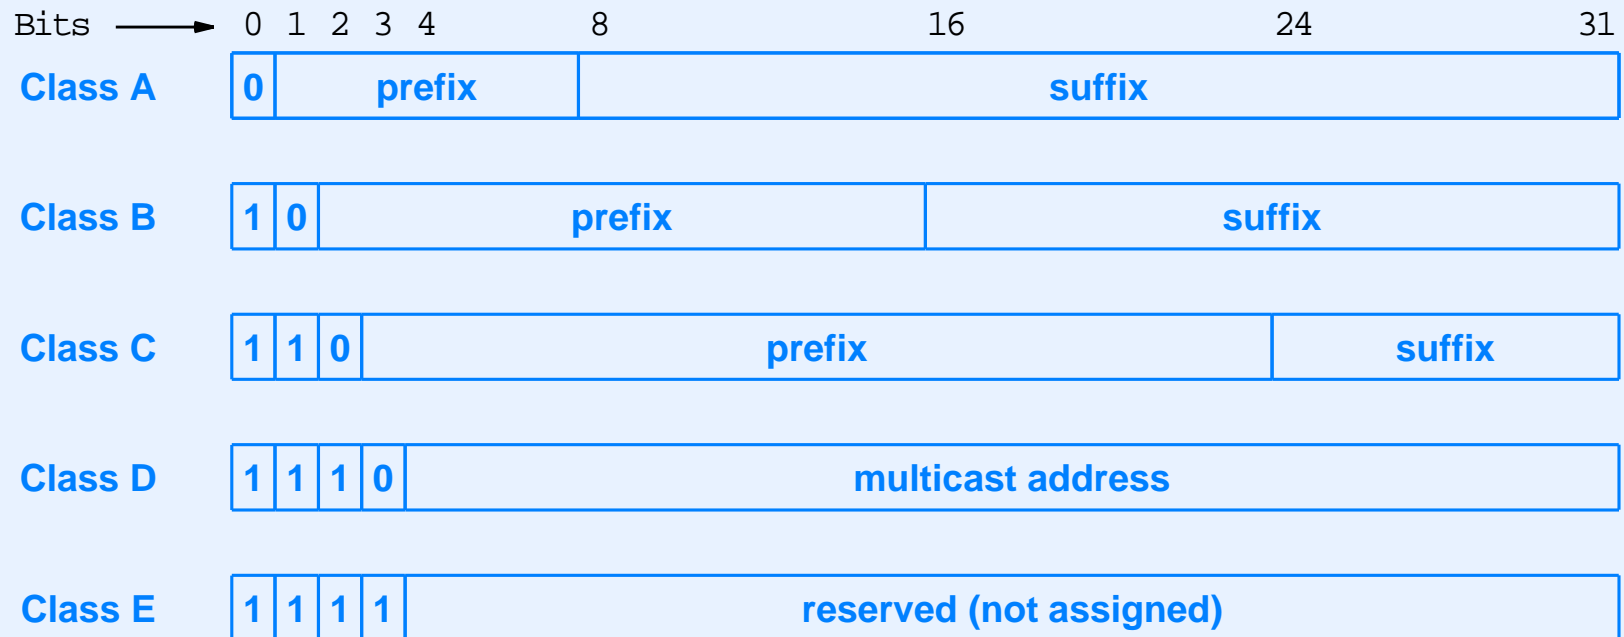 Bits 0 1 2 3 4 8 16 24 31
Class A 0 prefix suffix
Class B 1 0 prefix suffix
Class C 1 1 0 prefix suffix
Class D 1 1 1 0 multicast address
Class E 1 1 1 1 reserved (not assigned)